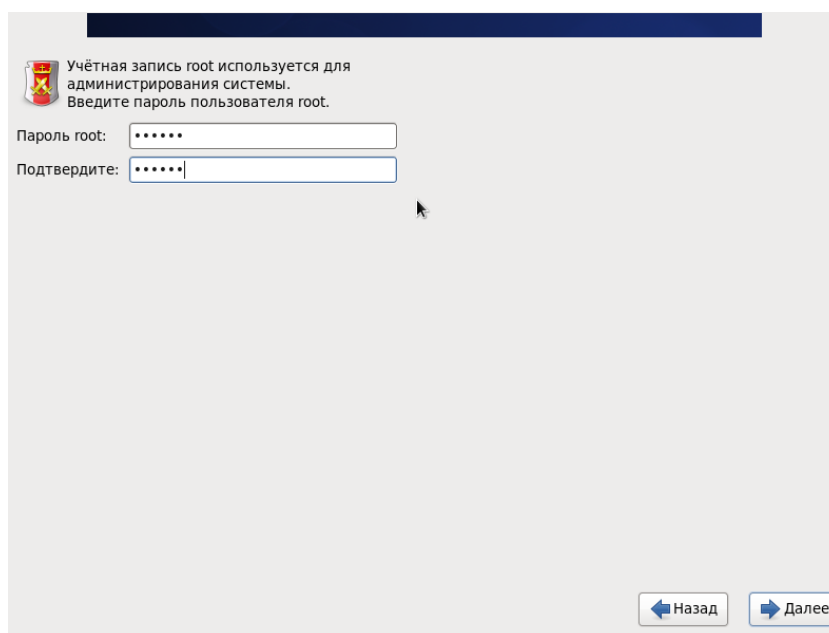 Учётная запись root используется для
администрирования системы.
Введите пароль пользователя root.
Пароль root: ••••••
Подтвердите: ••••••
Назад
Далее